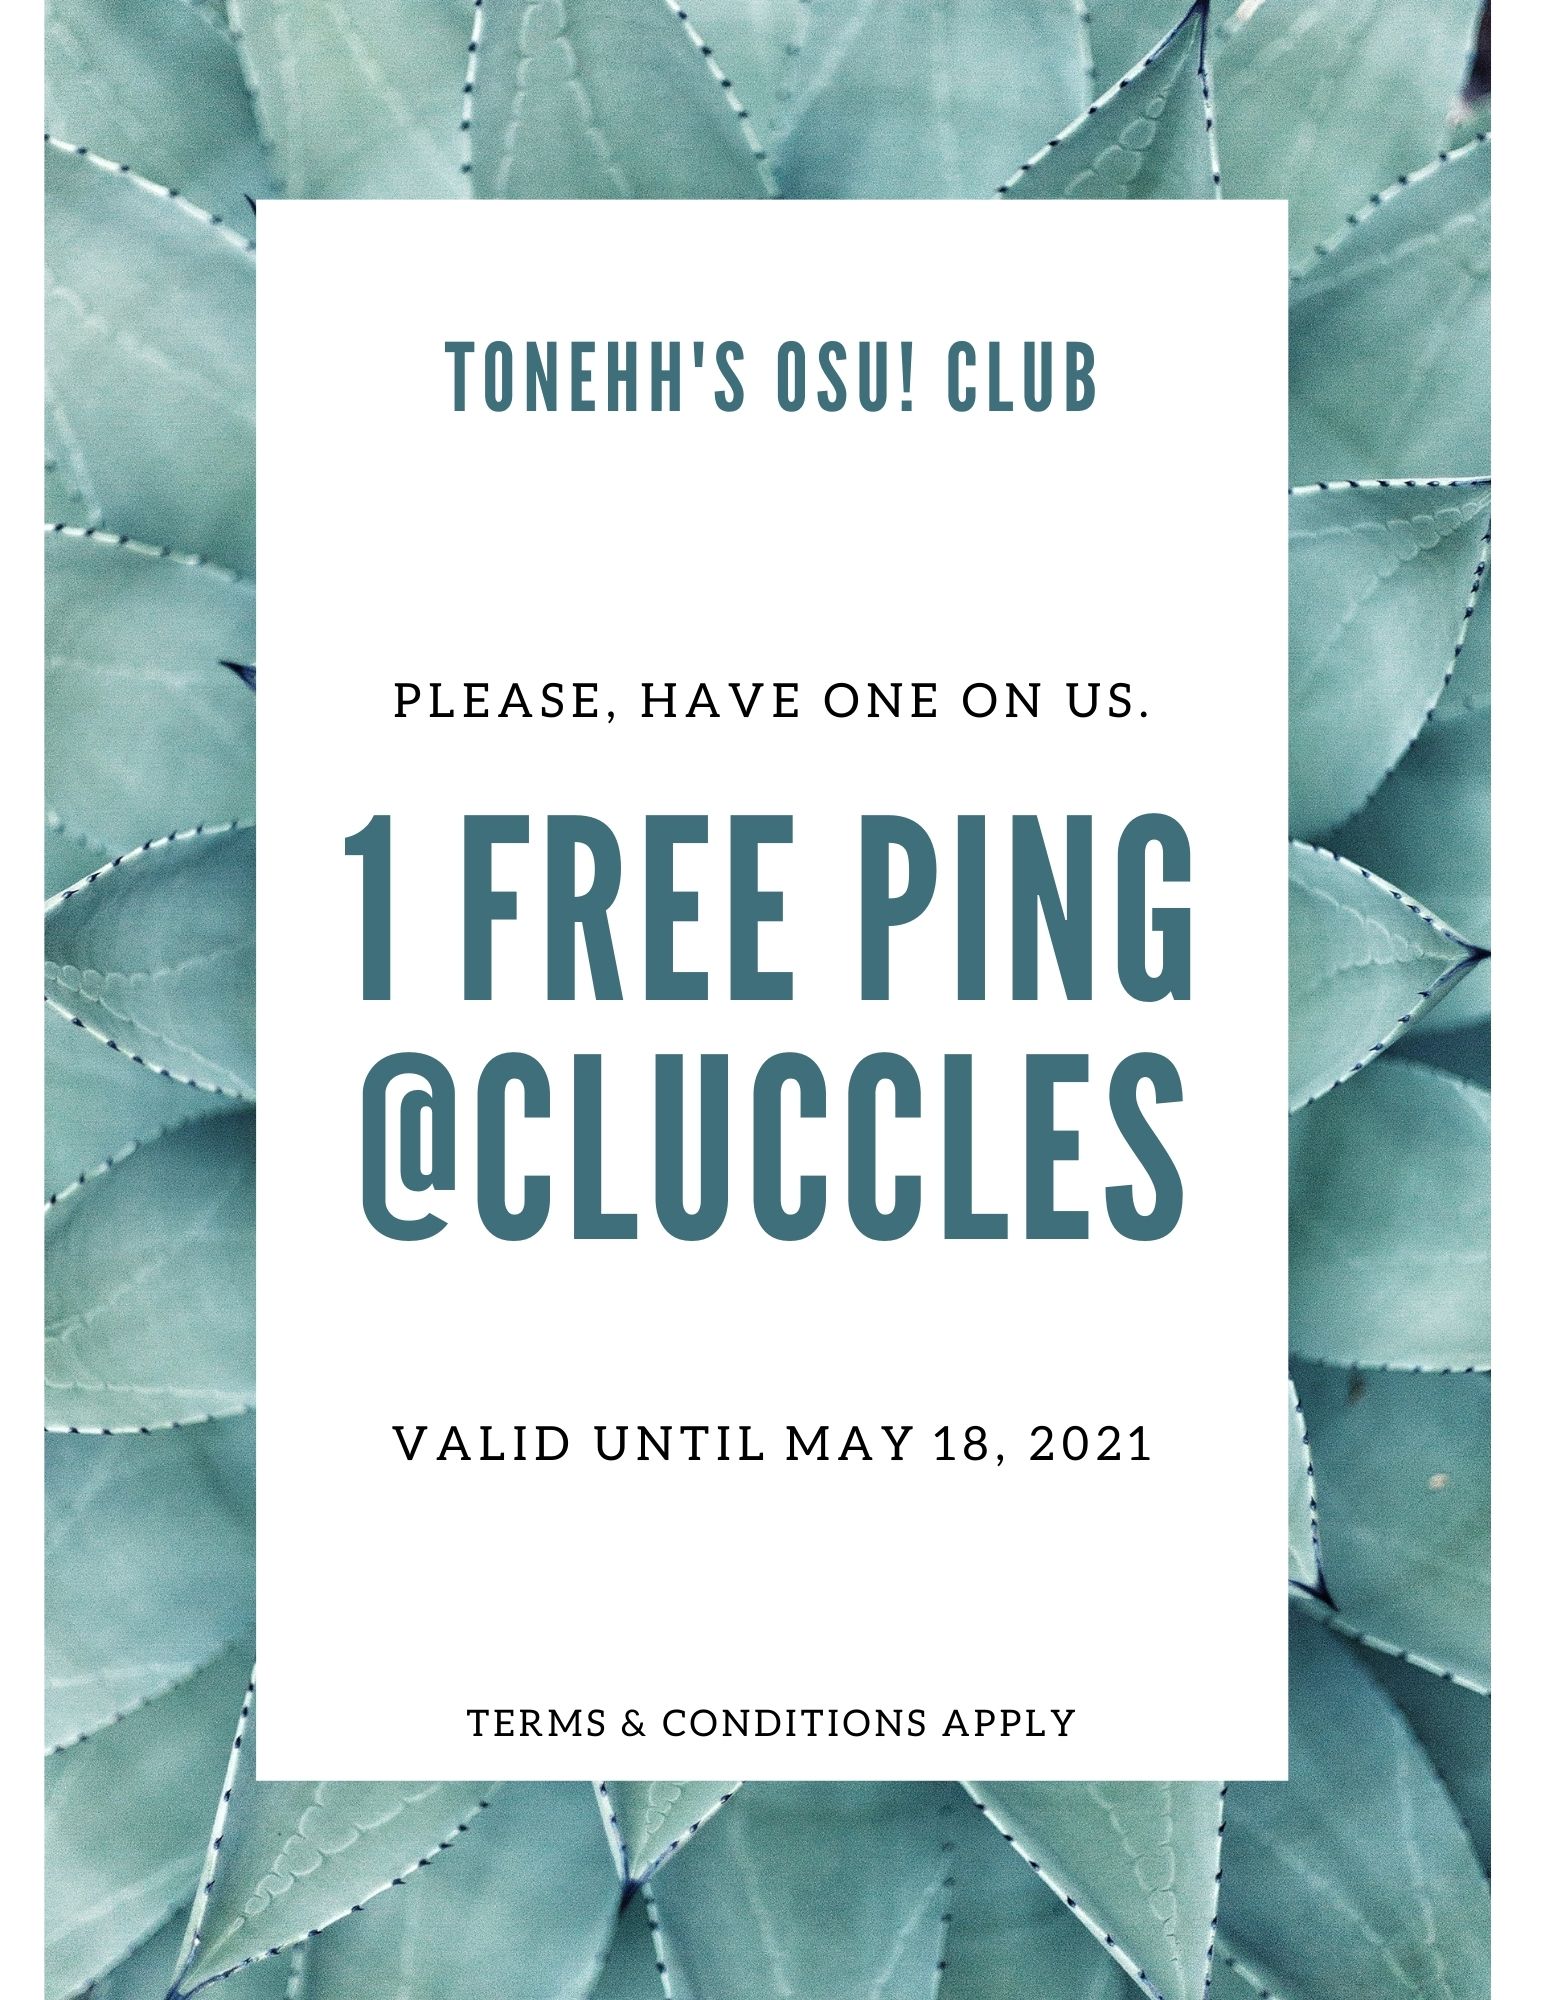 TONEHH'S OSU! CLUB
PLEASE, HAVE ONE ON US.
1 FREE PING
@CLUCCLES
VALID UNTIL MAY 18, 2021
TERMS & CONDITIONS APPLY